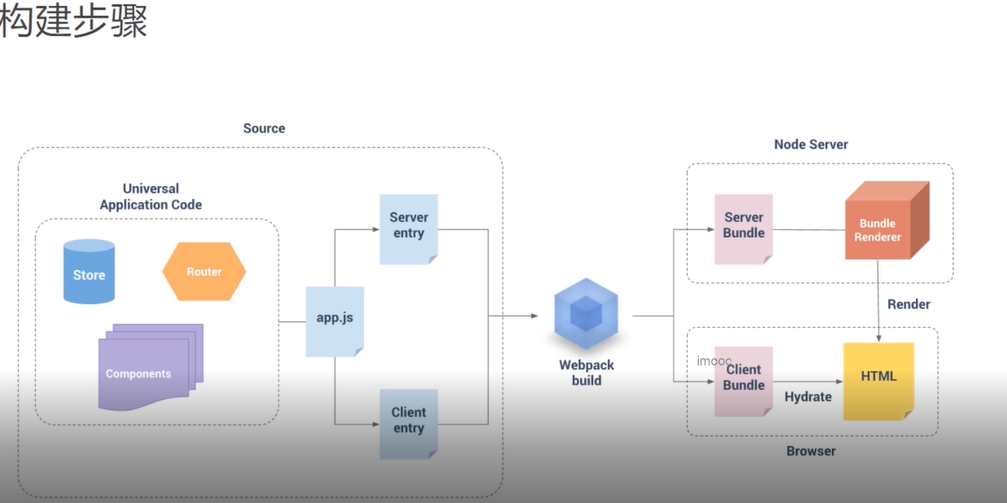 构建步骤
Source
Node Server
Universal
Application Code
Store
Router
Components
app.js
Server
entry
Client
entry
Webpack
build
Server
Bundle
Bundle
Renderer
Render
imooc
Client
Bundle
Hydrate
HTML
Browser